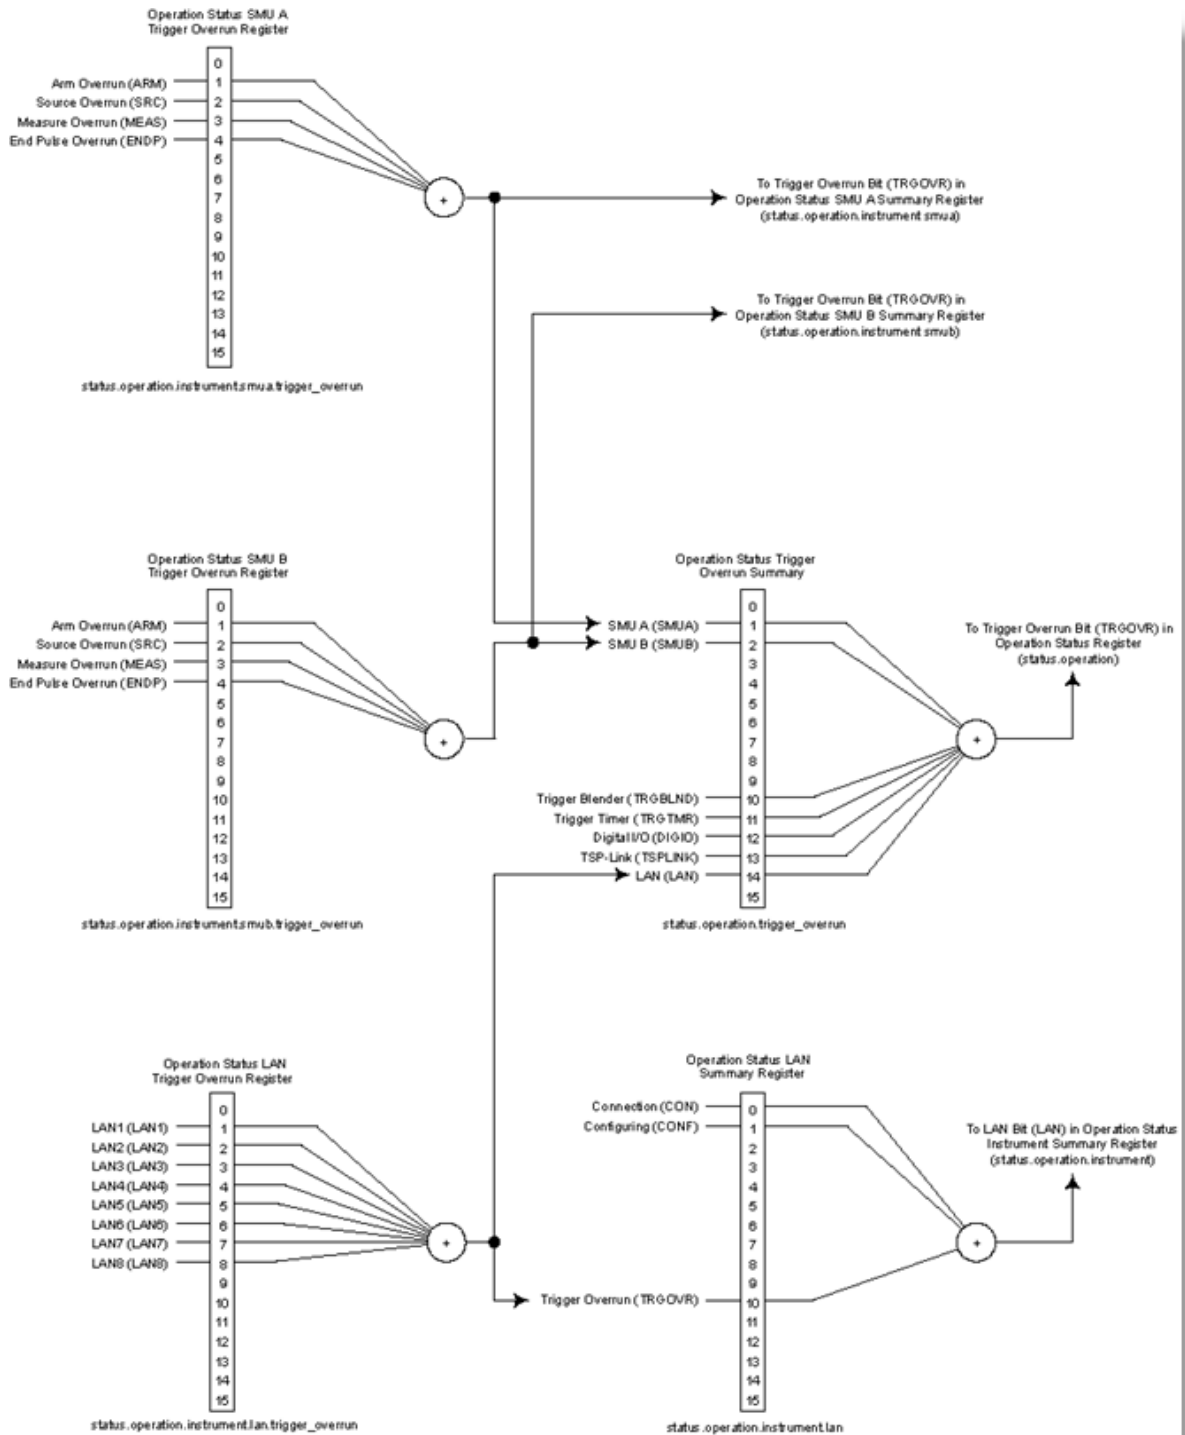 Operation Status SMU A
Trigger Overrun Register
0
Arm Overrun (ARM) 1
Source Overrun (SRC) 2
Measure Overrun (MEAS) 3
End Pulse Overrun (ENDP) 4
5
6
7
8
9
10
11
12
13
14
15
status.operation.instrument.smua.trigger_overrun
+
To Trigger Overrun Bit (TRGOVR) in
Operation Status SMU A Summary Register
(status.operation.instrument.smua)
To Trigger Overrun Bit (TRGOVR) in
Operation Status SMU B Summary Register
(status.operation.instrument.smub)
Operation Status SMU B
Trigger Overrun Register
0
Arm Overrun (ARM) 1
Source Overrun (SRC) 2
Measure Overrun (MEAS) 3
End Pulse Overrun (ENDP) 4
5
6
7
8
9
10
11
12
13
14
15
status.operation.instrument.smub.trigger_overrun
+
Operation Status Trigger
Overrun Summary
0
SMU A (SMUA) 1
SMU B (SMUB) 2
3
4
5
6
7
8
9
Trigger Blender (TRGBLND) 10
Trigger Timer (TRGTMR) 11
Digital I/O (DIGIO) 12
TSP-Link (TSPLINK) 13
LAN (LAN) 14
15
status.operation.trigger_overrun
+
To Trigger Overrun Bit (TRGOVR) in
Operation Status Register
(status.operation)
Operation Status LAN
Trigger Overrun Register
0
LAN1 (LAN1) 1
LAN2 (LAN2) 2
LAN3 (LAN3) 3
LAN4 (LAN4) 4
LAN5 (LAN5) 5
LAN6 (LAN6) 6
LAN7 (LAN7) 7
LAN8 (LAN8) 8
9
10
11
12
13
14
15
status.operation.instrument.lan.trigger_overrun
+
Operation Status LAN
Summary Register
Connection (CON) 0
Configuring (CONF) 1
2
3
4
5
6
7
8
9
Trigger Overrun (TRGOVR) 10
11
12
13
14
15
status.operation.instrument.lan
+
To LAN Bit (LAN) in Operation Status
Instrument Summary Register
(status.operation.instrument)